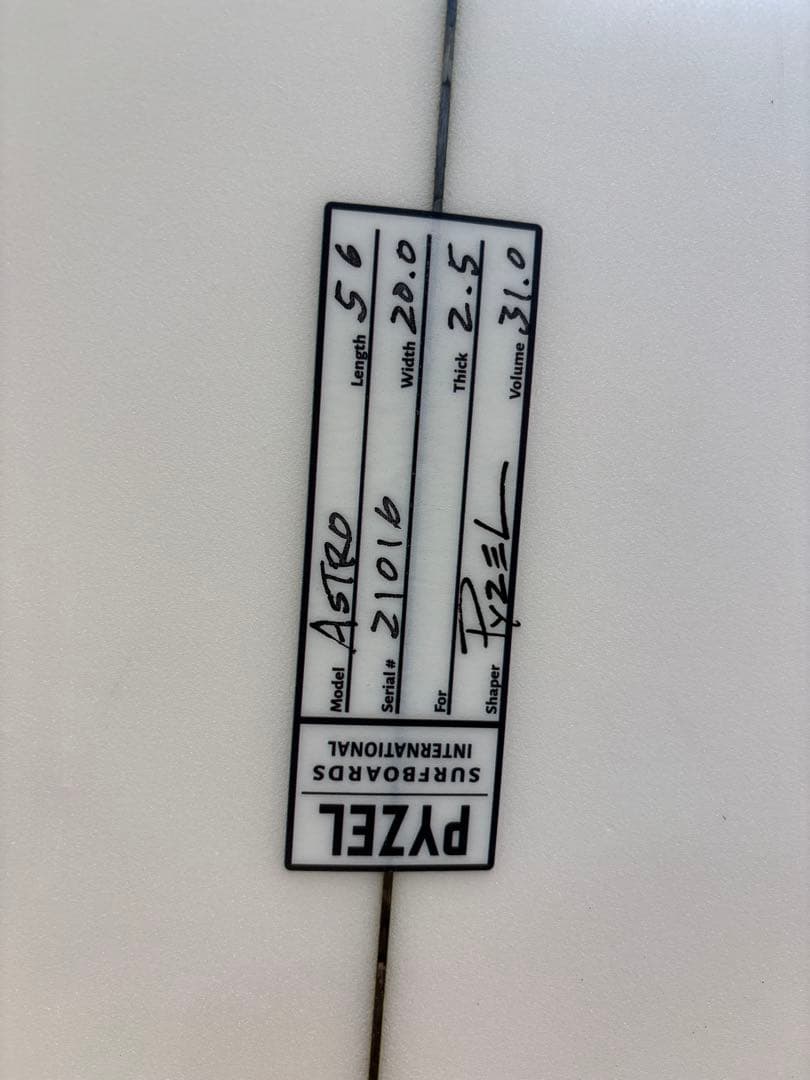 PYZEL
SURFBOARDS
INTERNATIONAL
Model ASTRO Length 5 6
Serial # 21016 Width 20.0
For Thick 2.5
Shaper PYZEL Volume 31.0